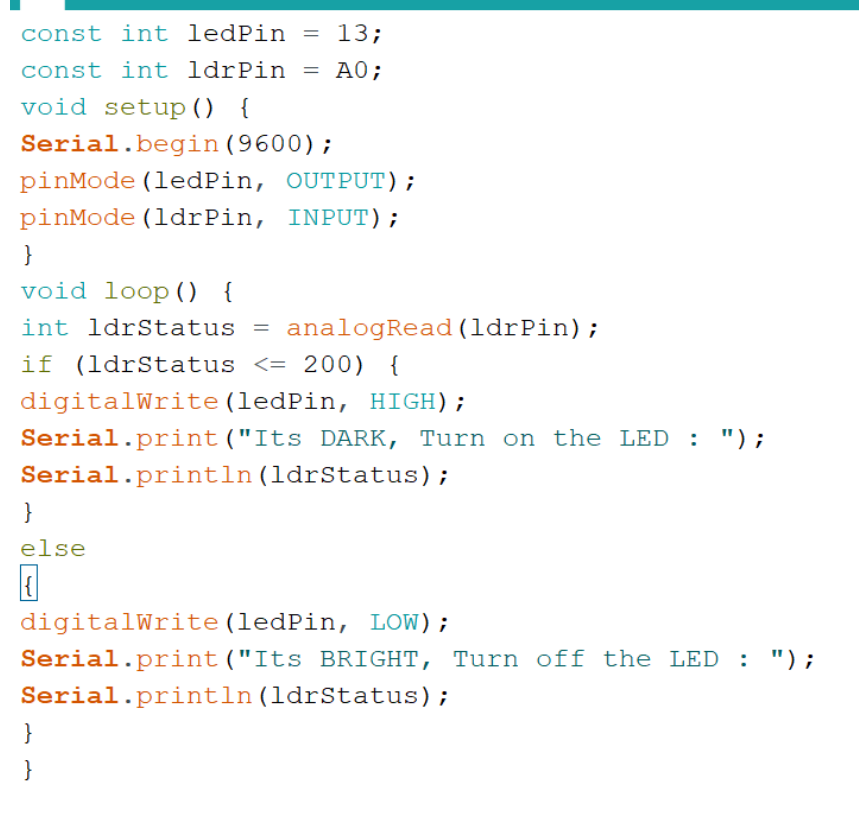 const int ledPin = 13;
const int ldrPin = A0;
void setup() {
Serial.begin(9600);
pinMode(ledPin, OUTPUT);
pinMode(ldrPin, INPUT);
}
void loop() {
int ldrStatus = analogRead(ldrPin);
if (ldrStatus <= 200) {
digitalWrite(ledPin, HIGH);
Serial.print("Its DARK, Turn on the LED : ");
Serial.println(ldrStatus);
}
else
{
digitalWrite(ledPin, LOW);
Serial.print("Its BRIGHT, Turn off the LED : ");
Serial.println(ldrStatus);
}
}